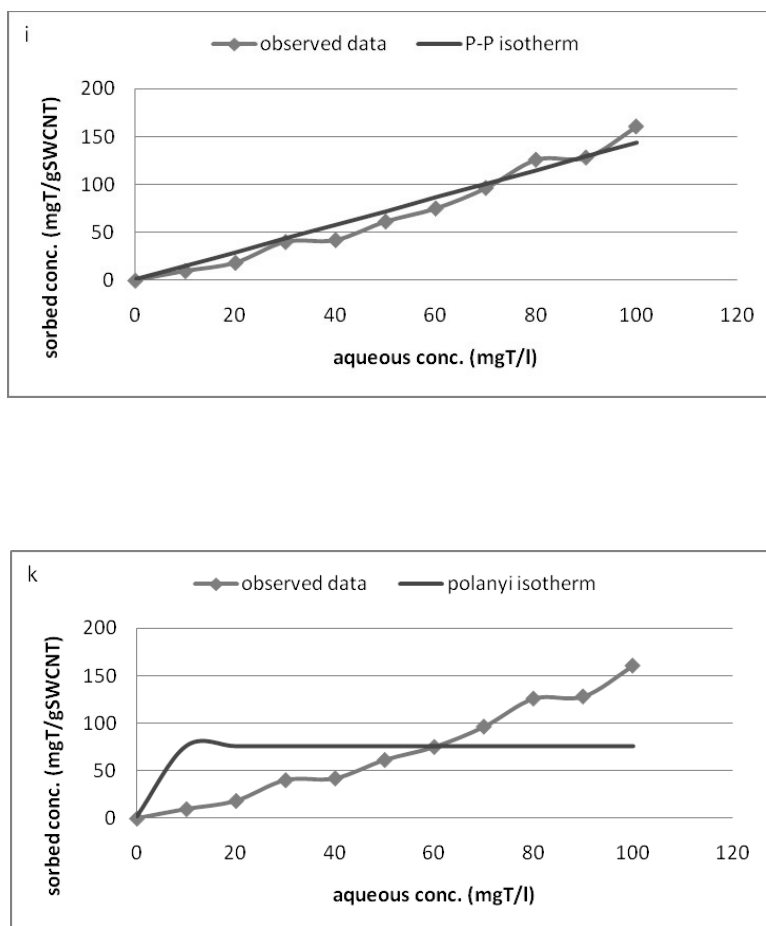 i
observed data P-P isotherm
200
150
100
50
0
0 20 40 60 80 100 120
sorbed conc. (mgT/gSWCNT)
aqueous conc. (mgT/l)
k
observed data polanyi isotherm
200
150
100
50
0
0 20 40 60 80 100 120
sorbed conc. (mgT/gSWCNT)
aqueous conc. (mgT/l)